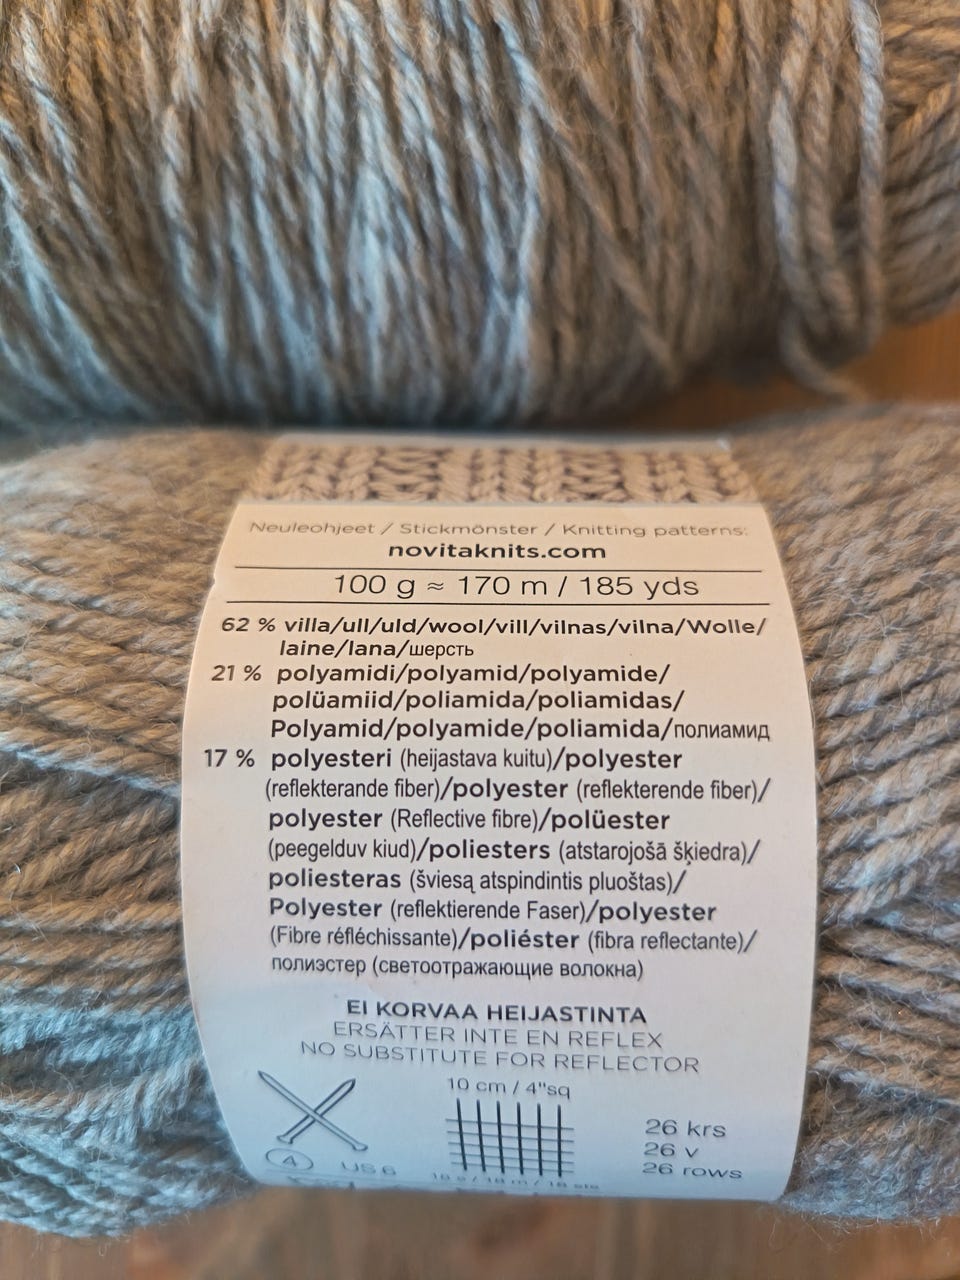 Neuleohjeet / Stickmönster / Knitting patterns:
novitaknits.com
100 g ≈ 170 m / 185 yds
62 % villa/ull/uld/wool/vill/vilnas/vilna/Wolle/
laine/lana/шерсть
21 % polyamidi/polyamid/polyamide/
polüamiid/poliamida/poliamidas/
Polyamid/polyamide/poliamida/полиамид
17 % polyesteri (heijastava kuitu)/polyester
(reflekterande fiber)/polyester (reflekterende fiber)/
polyester (Reflective fibre)/polüester
(peegelduv kiud)/poliesters (atstarojošā šķiedra)/
poliesteras (šviesą atspindintis pluoštas)/
Polyester (reflektierende Faser)/polyester
(Fibre réfléchissante)/poliéster (fibra reflectante)/
полиэстер (светоотражающие волокна)
EI KORVAA HEIJASTINTA
ERSÄTTER INTE EN REFLEX
NO SUBSTITUTE FOR REFLECTOR
10 cm / 4"sq
26 krs
26 v
26 rows
4 US 6
18 s / 18 m / 18 sts